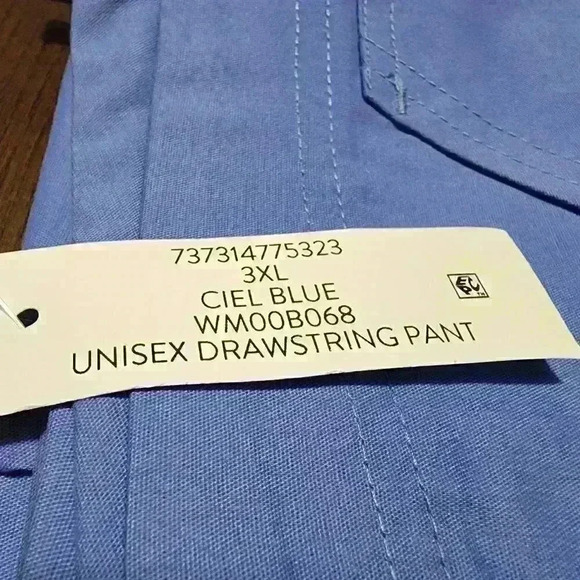 737314775323
3XL
CIEL BLUE
WM00B068
UNISEX DRAWSTRING PANT